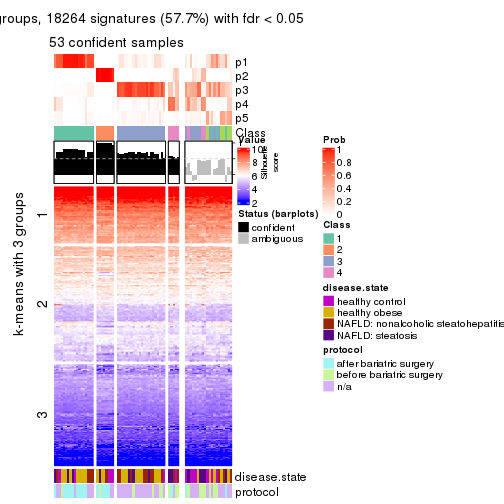 groups, 18264 signatures (57.7%) with fdr < 0.05
53 confident samples
p1
p2
p3
p4
p5
Class
k-means with 3 groups
1
2
3
Value
10
8
6
4
2
Silhouette
score
Status (barplots)
confident
ambiguous
Prob
1
0.8
0.6
0.4
0.2
0
Class
1
2
3
4
disease.state
healthy control
healthy obese
NAFLD: nonalcoholic steatohepatitis
NAFLD: steatosis
protocol
after bariatric surgery
before bariatric surgery
n/a
disease.state
protocol